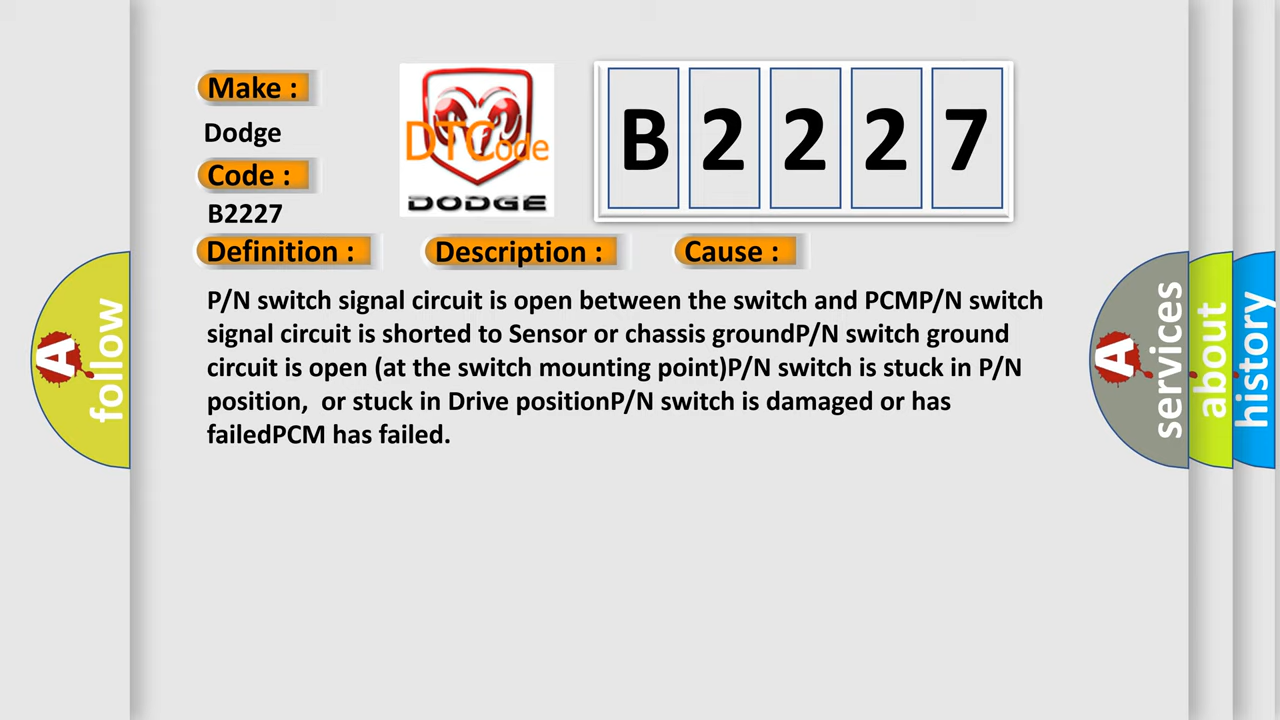 Make :
Dodge
Code :
B2227
DTCode
DODGE
B 2 2 2 7
Definition :
Description :
Cause :
P/N switch signal circuit is open between the switch and PCMP/N switch
signal circuit is shorted to Sensor or chassis groundP/N switch ground
circuit is open (at the switch mounting point)P/N switch is stuck in P/N
position,  or stuck in Drive positionP/N switch is damaged or has
failedPCM has failed.
A follow
A services
about
history